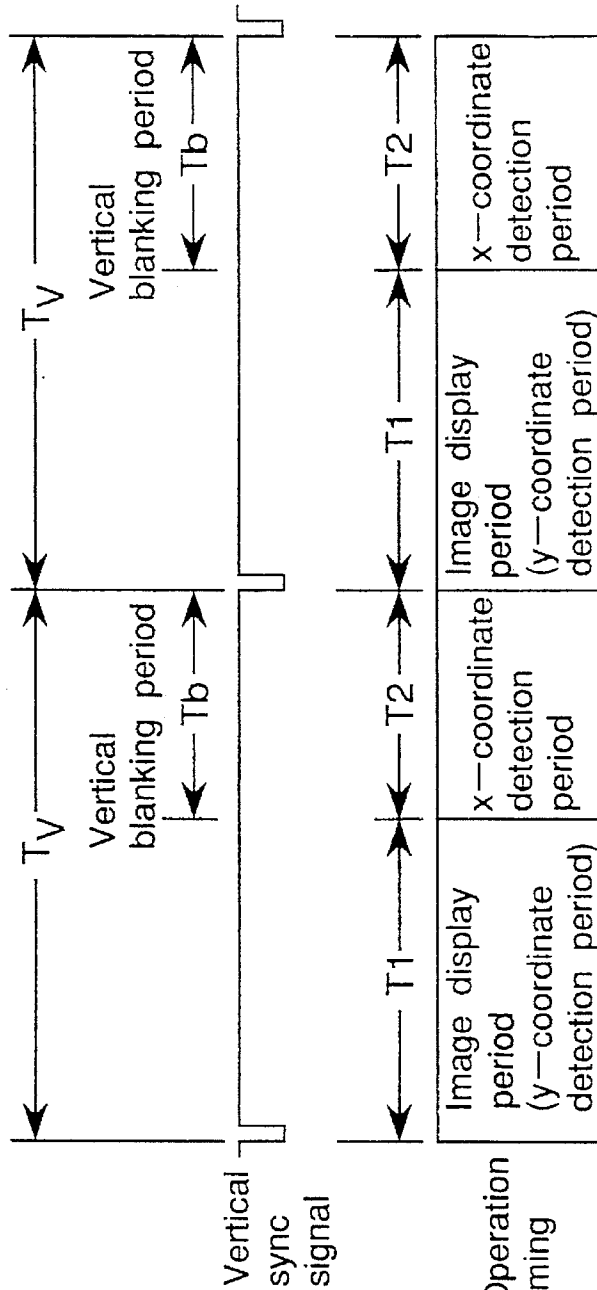 TV
TV
Vertical
blanking period
Vertical
blanking period
Tb
Tb
Vertical
sync
signal
T1
T2
T1
T2
Operation
ming
Image display
period
(y—coordinate
detection period)
x—coordinate
detection
period
Image display
period
(y—coordinate
detection period)
x—coordinate
detection
period